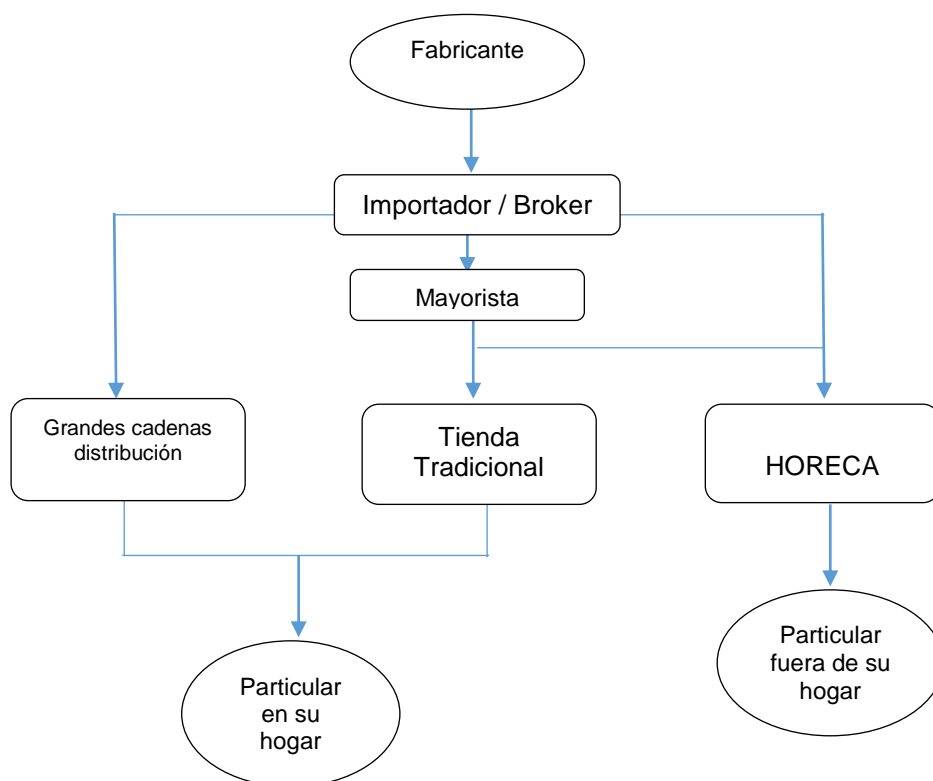 Fabricante
Importador / Broker
Mayorista
Grandes cadenas
distribución
Tienda
Tradicional
HORECA
Particular
fuera de su
hogar
Particular
en su
hogar